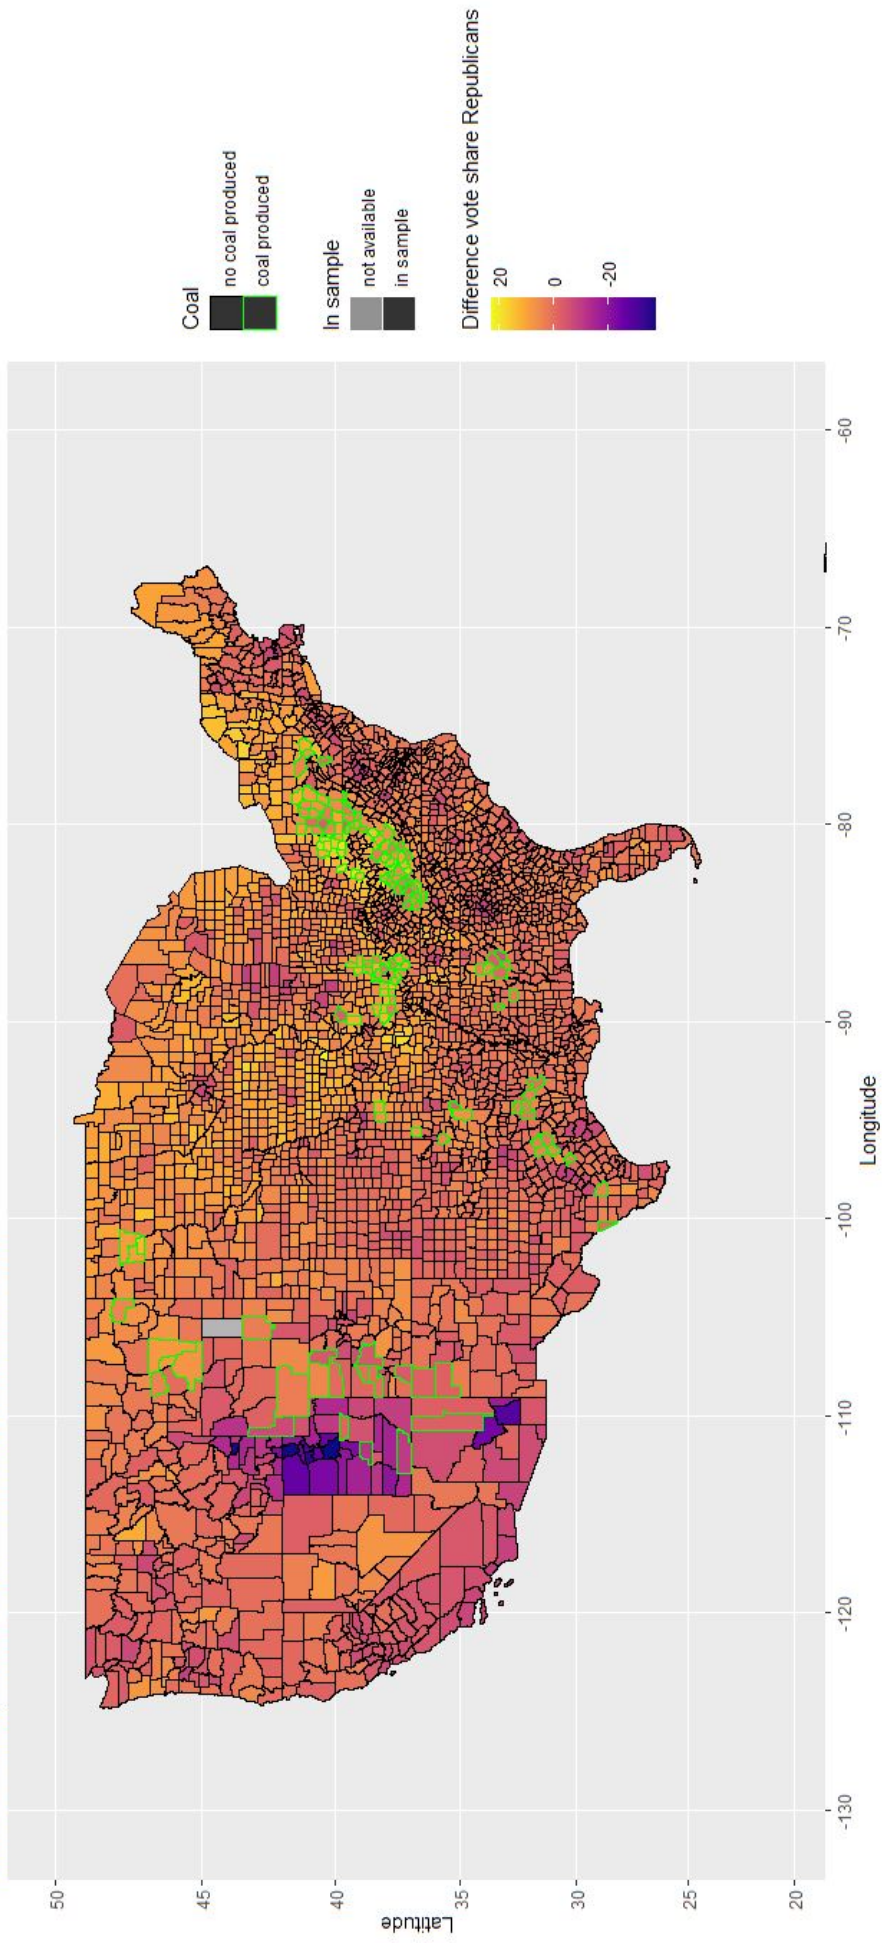 Coal
no coal produced
coal produced
In sample
not available
in sample
Difference vote share Republicans
20
0
-20
50
45
40
35
30
25
20
Latitude
-130
-120
-110
-100
-90
-80
-70
-60
Longitude